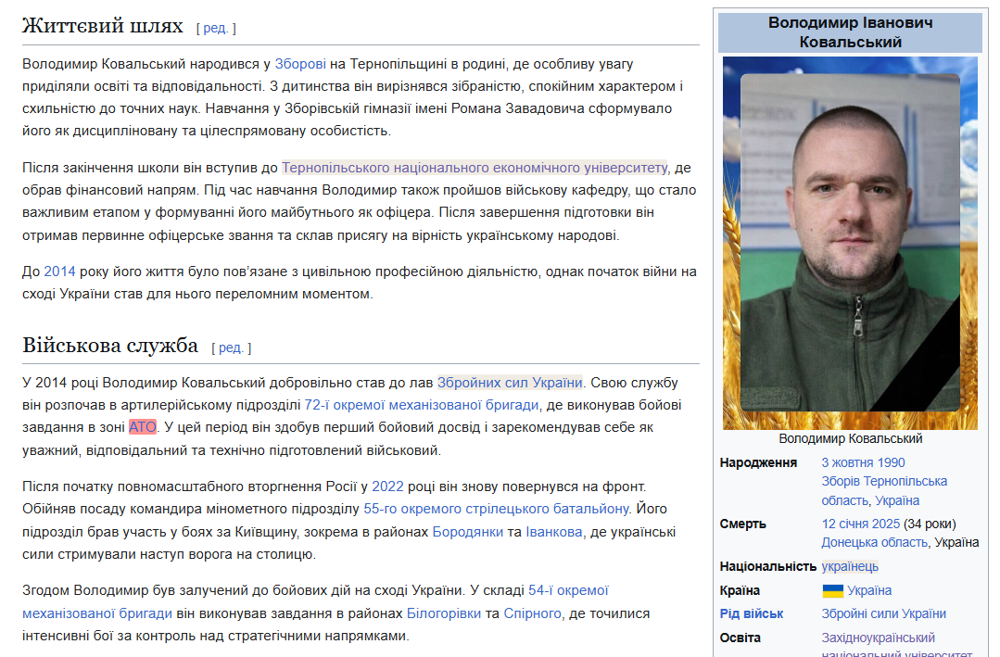 Життєвий шлях [ ред. ]
Володимир Ковальський народився у Зборові на Тернопільщині в родині, де особливу увагу
приділяли освіті та відповідальності. З дитинства він вирізнявся зібраністю, спокійним характером і
схильністю до точних наук. Навчання у Зборівській гімназії імені Романа Завадовича сформувало
його як дисципліновану та цілеспрямовану особистість.
Після закінчення школи він вступив до Тернопільського національного економічного університету, де
обрав фінансовий напрям. Під час навчання Володимир також пройшов військову кафедру, що стало
важливим етапом у формуванні його майбутнього як офіцера. Після завершення підготовки він
отримав первинне офіцерське звання та склав присягу на вірність українському народові.
До 2014 року його життя було пов’язане з цивільною професійною діяльністю, однак початок війни на
сході України став для нього переломним моментом.
Військова служба [ ред. ]
У 2014 році Володимир Ковальський добровільно став до лав Збройних сил України. Свою службу
він розпочав в артилерійському підрозділі 72-ї окремої механізованої бригади, де виконував бойові
завдання в зоні АТО. У цей період він здобув перший бойовий досвід і зарекомендував себе як
уважний, відповідальний та технічно підготовлений військовий.
Після початку повномасштабного вторгнення Росії у 2022 році він знову повернувся на фронт.
Обійняв посаду командира мінометного підрозділу 55-го окремого стрілецького батальйону. Його
підрозділ брав участь у боях за Київщину, зокрема в районах Бородянки та Іванкова, де українські
сили стримували наступ ворога на столицю.
Згодом Володимир був залучений до бойових дій на сході України. У складі 54-ї окремої
механізованої бригади він виконував завдання в районах Білогорівки та Спірного, де точилися
інтенсивні бої за контроль над стратегічними напрямками.
Володимир Іванович
Ковальський
Володимир Ковальський
Народження 3 жовтня 1990
Зборів Тернопільська
область, Україна
Смерть 12 січня 2025 (34 роки)
Донецька область, Україна
Національність українець
Країна Україна
Рід військ Збройні сили України
Освіта Західноукраїнський
національний університет